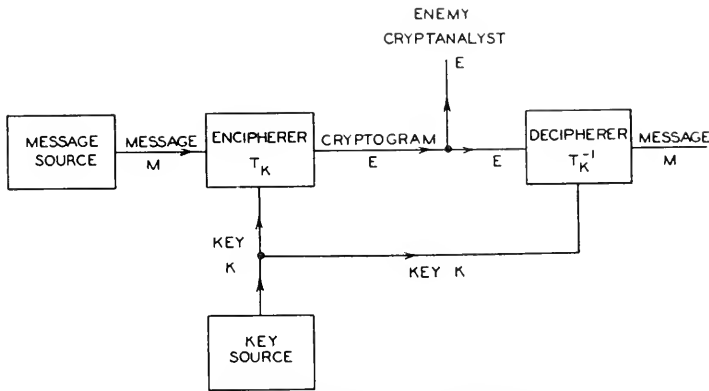 ENEMY
CRYPTANALYST
E
MESSAGE
SOURCE
MESSAGE
M
ENCIPHERER
T_K
CRYPTOGRAM
E
E
DECIPHERER
T_K^-1
MESSAGE
M
KEY
K
KEY K
KEY
SOURCE